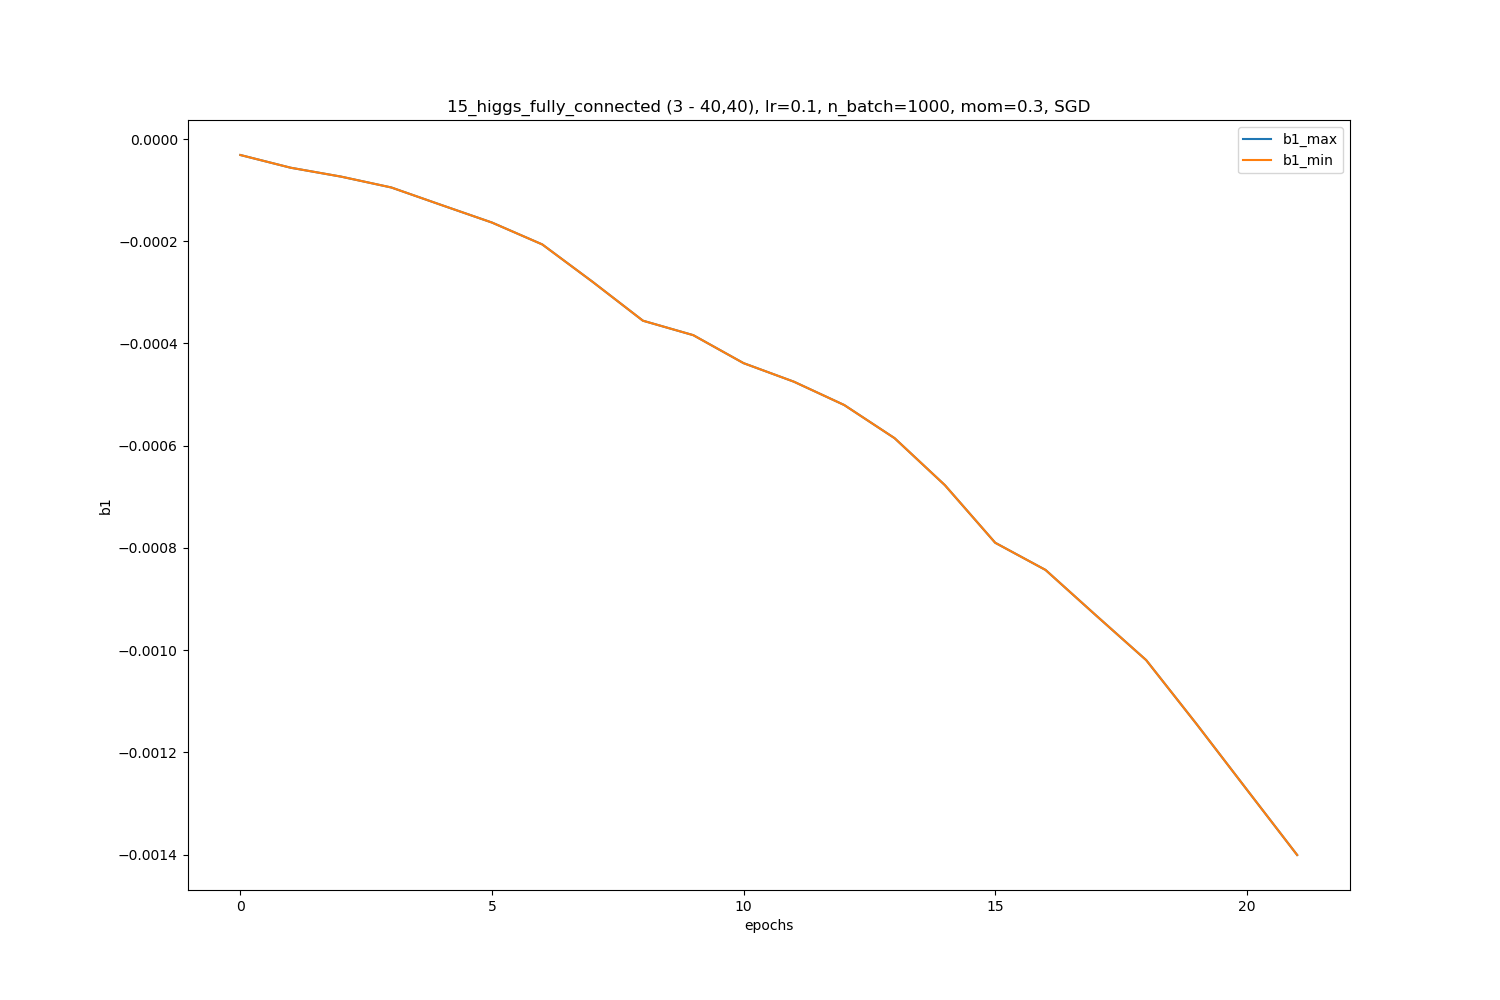 15_higgs_fully_connected (3 - 40,40), lr=0.1, n_batch=1000, mom=0.3, SGD
b1_max
b1_min
0.0000
−0.0002
−0.0004
−0.0006
−0.0008
−0.0010
−0.0012
−0.0014
b1
0 5 10 15 20
epochs